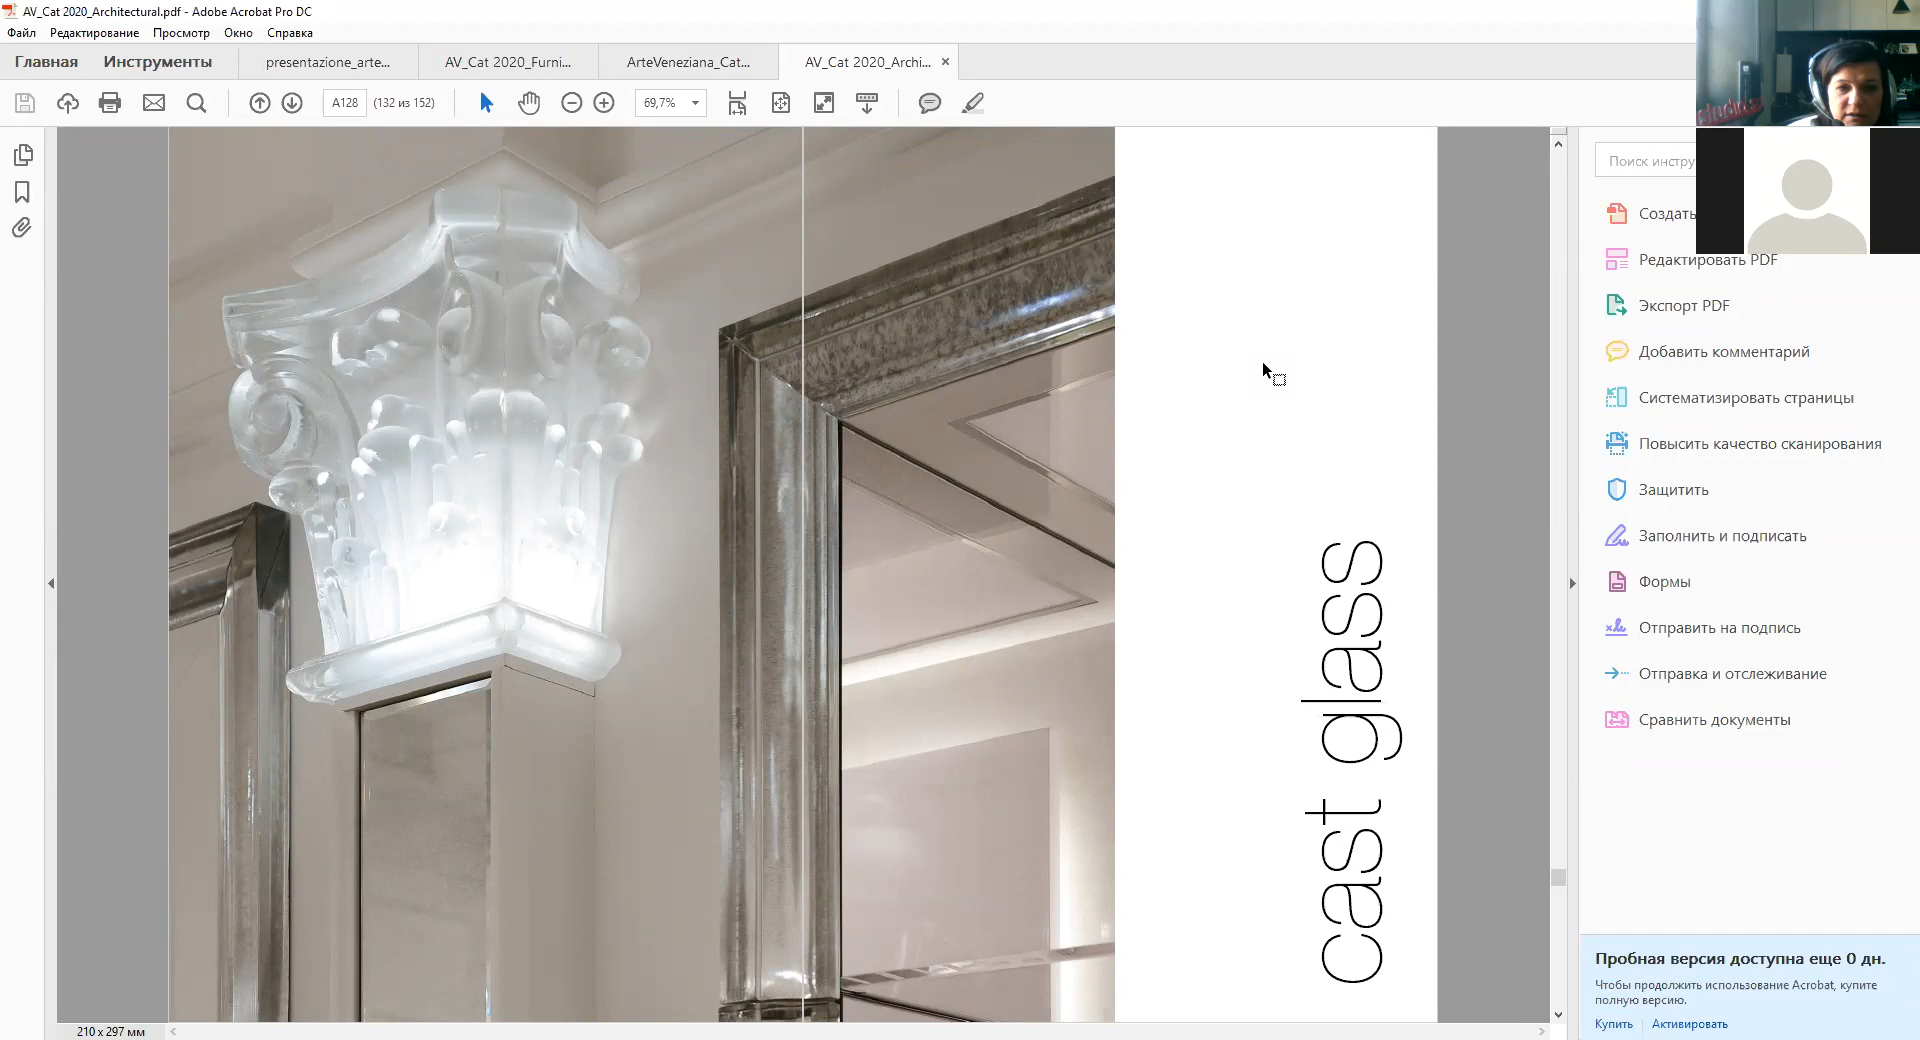 AV_Cat 2020_Architectural.pdf - Adobe Acrobat Pro DC
Файл Редактирование Просмотр Окно Справка
Главная Инструменты presentazione_arte... AV_Cat 2020_Furni... ArteVeneziana_Cat... AV_Cat 2020_Archi... ×
A128 (132 из 152) 69,7%
Поиск инстру
Создать
Редактировать PDF
Экспорт PDF
Добавить комментарий
Систематизировать страницы
Повысить качество сканирования
Защитить
Заполнить и подписать
Формы
Отправить на подпись
Отправка и отслеживание
Сравнить документы
cast glass
Пробная версия доступна еще 0 дн.
Чтобы продолжить использование Acrobat, купите
полную версию.
Купить Активировать
210 x 297 мм